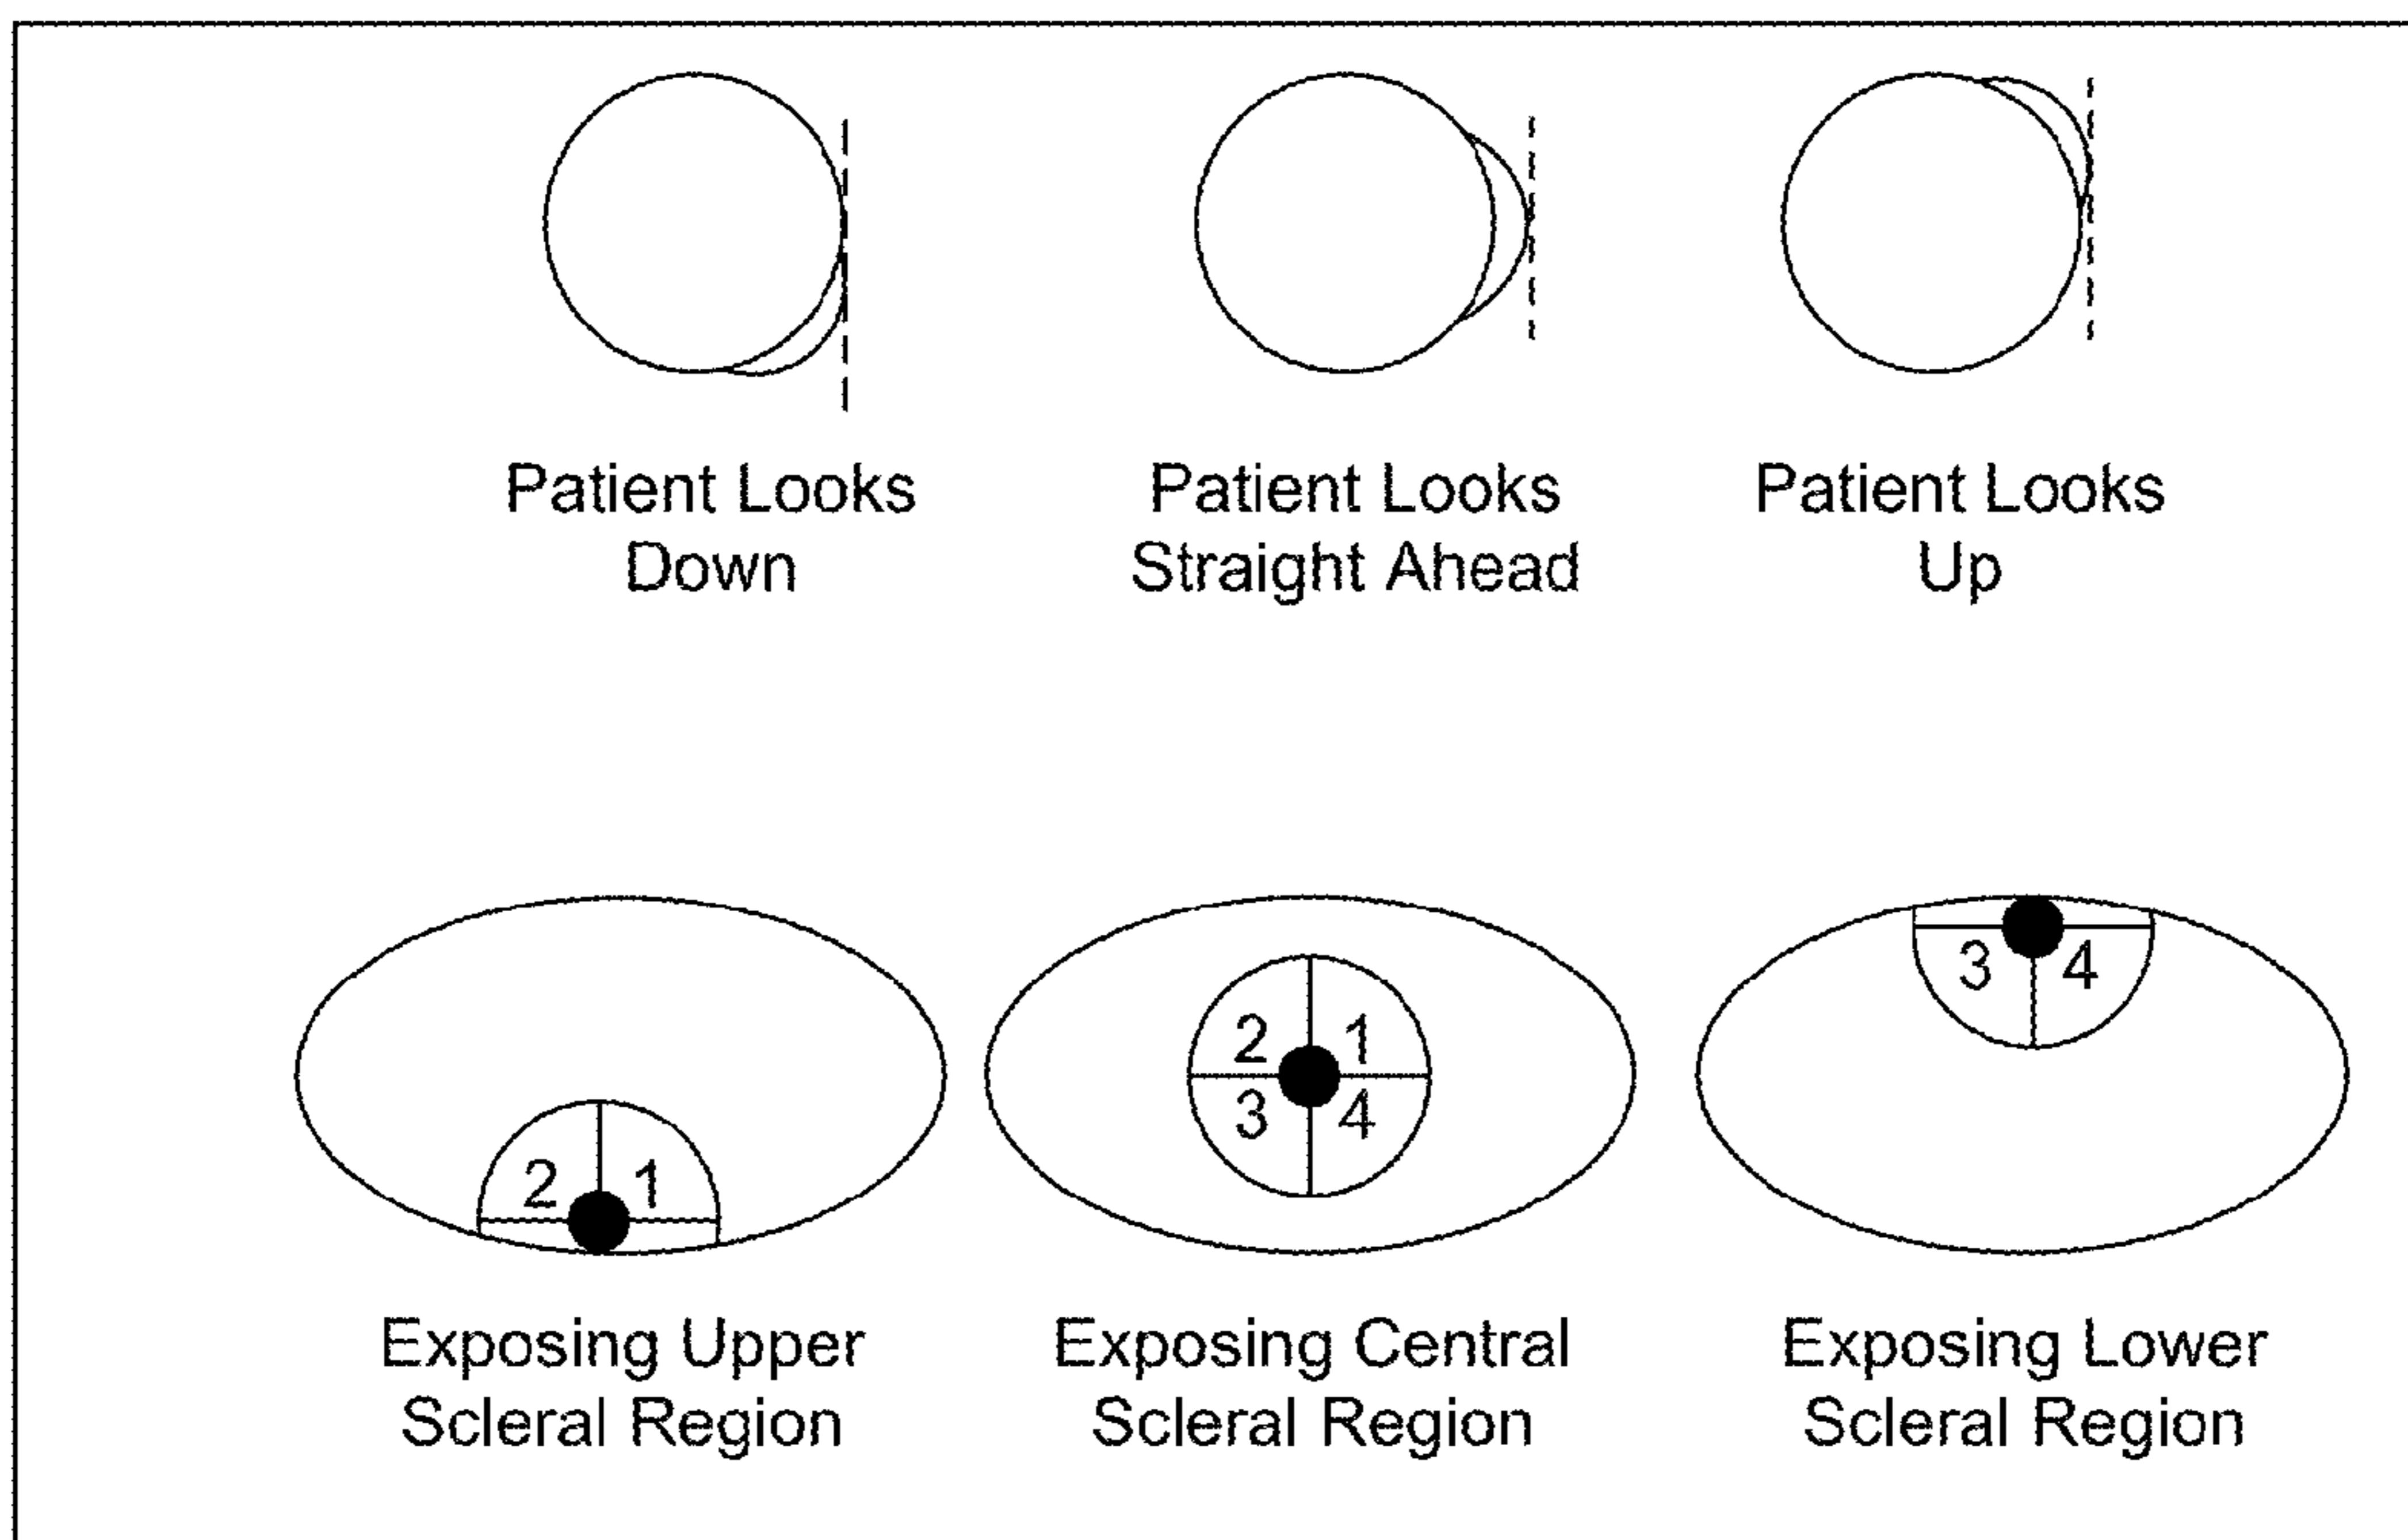 Patient Looks
Down
Patient Looks
Straight Ahead
Patient Looks
Up
2 1
2 1
3 4
3 4
Exposing Upper
Scleral Region
Exposing Central
Scleral Region
Exposing Lower
Scleral Region